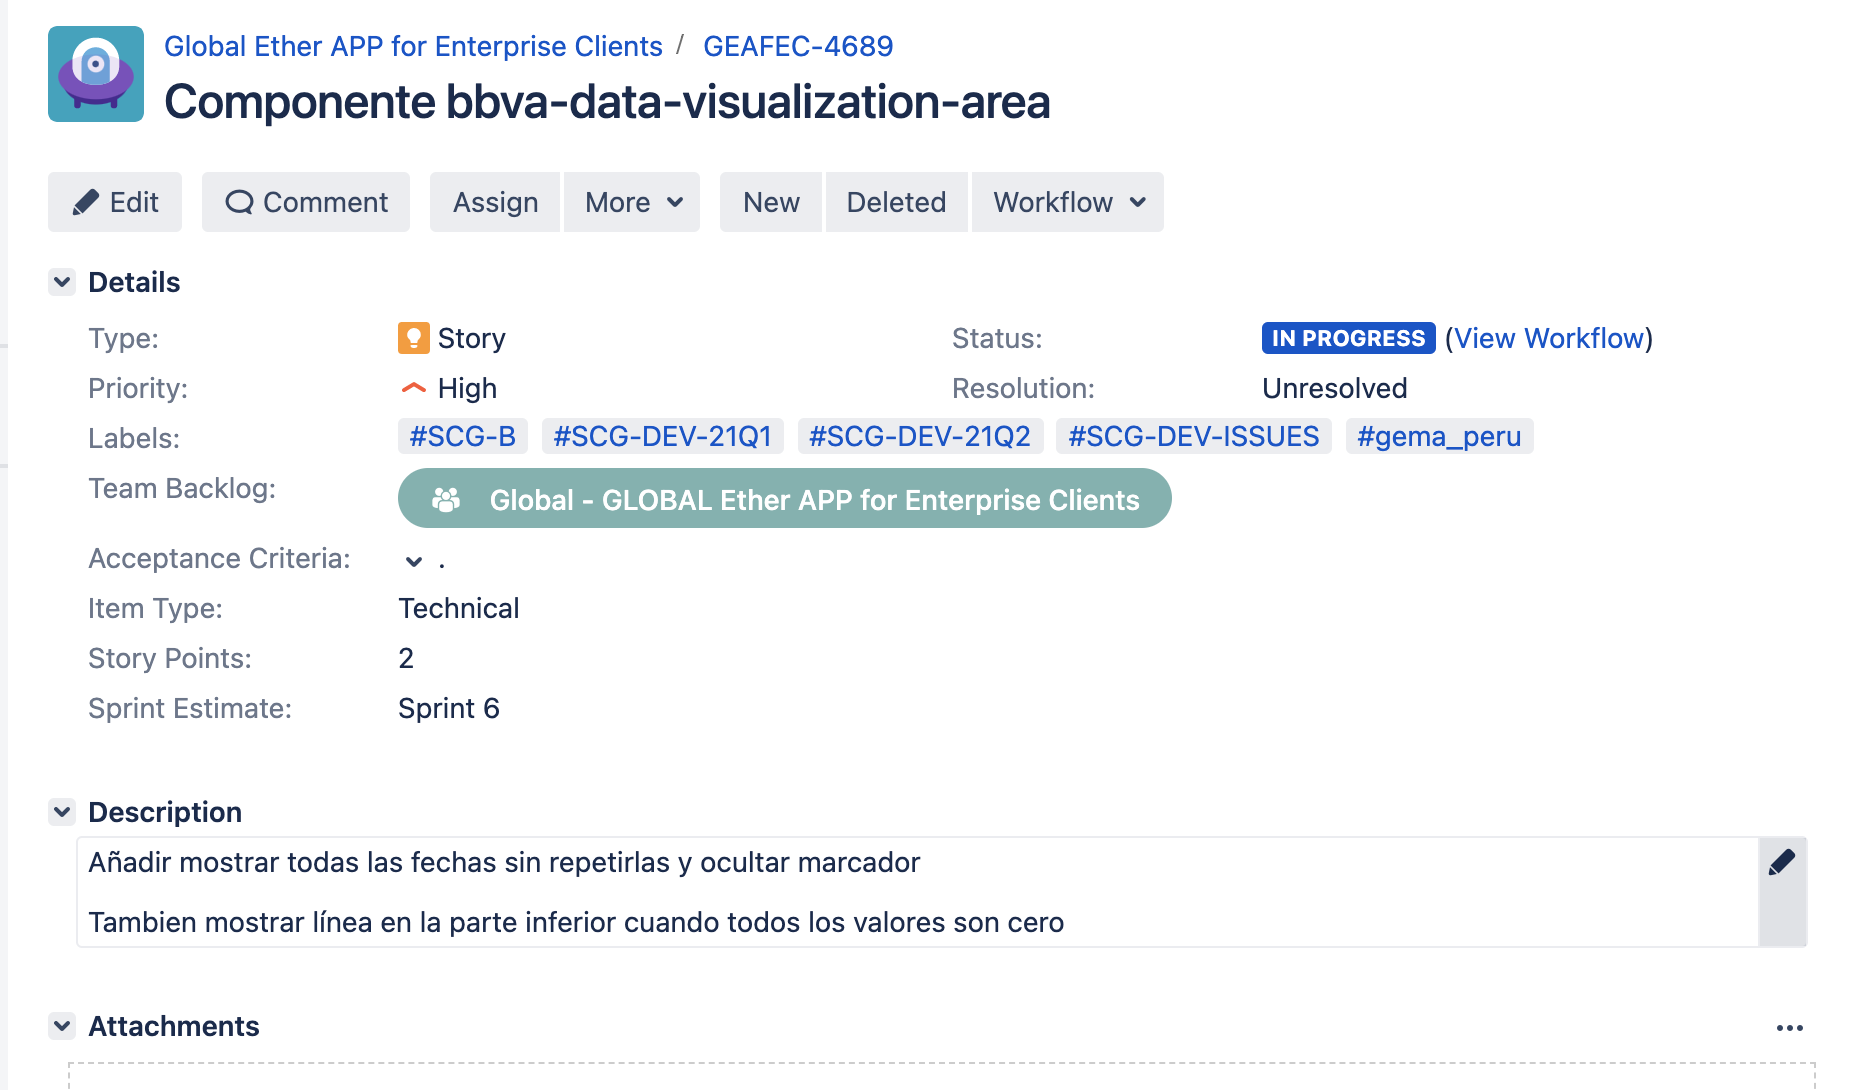 Global Ether APP for Enterprise Clients / GEAFEC-4689
Componente bbva-data-visualization-area
Edit Comment Assign More New Deleted Workflow
Details
Type: Story Status: IN PROGRESS (View Workflow)
Priority: High Resolution: Unresolved
Labels: #SCG-B #SCG-DEV-21Q1 #SCG-DEV-21Q2 #SCG-DEV-ISSUES #gema_peru
Team Backlog: Global - GLOBAL Ether APP for Enterprise Clients
Acceptance Criteria: .
Item Type: Technical
Story Points: 2
Sprint Estimate: Sprint 6
Description
Añadir mostrar todas las fechas sin repetirlas y ocultar marcador
Tambien mostrar línea en la parte inferior cuando todos los valores son cero
Attachments